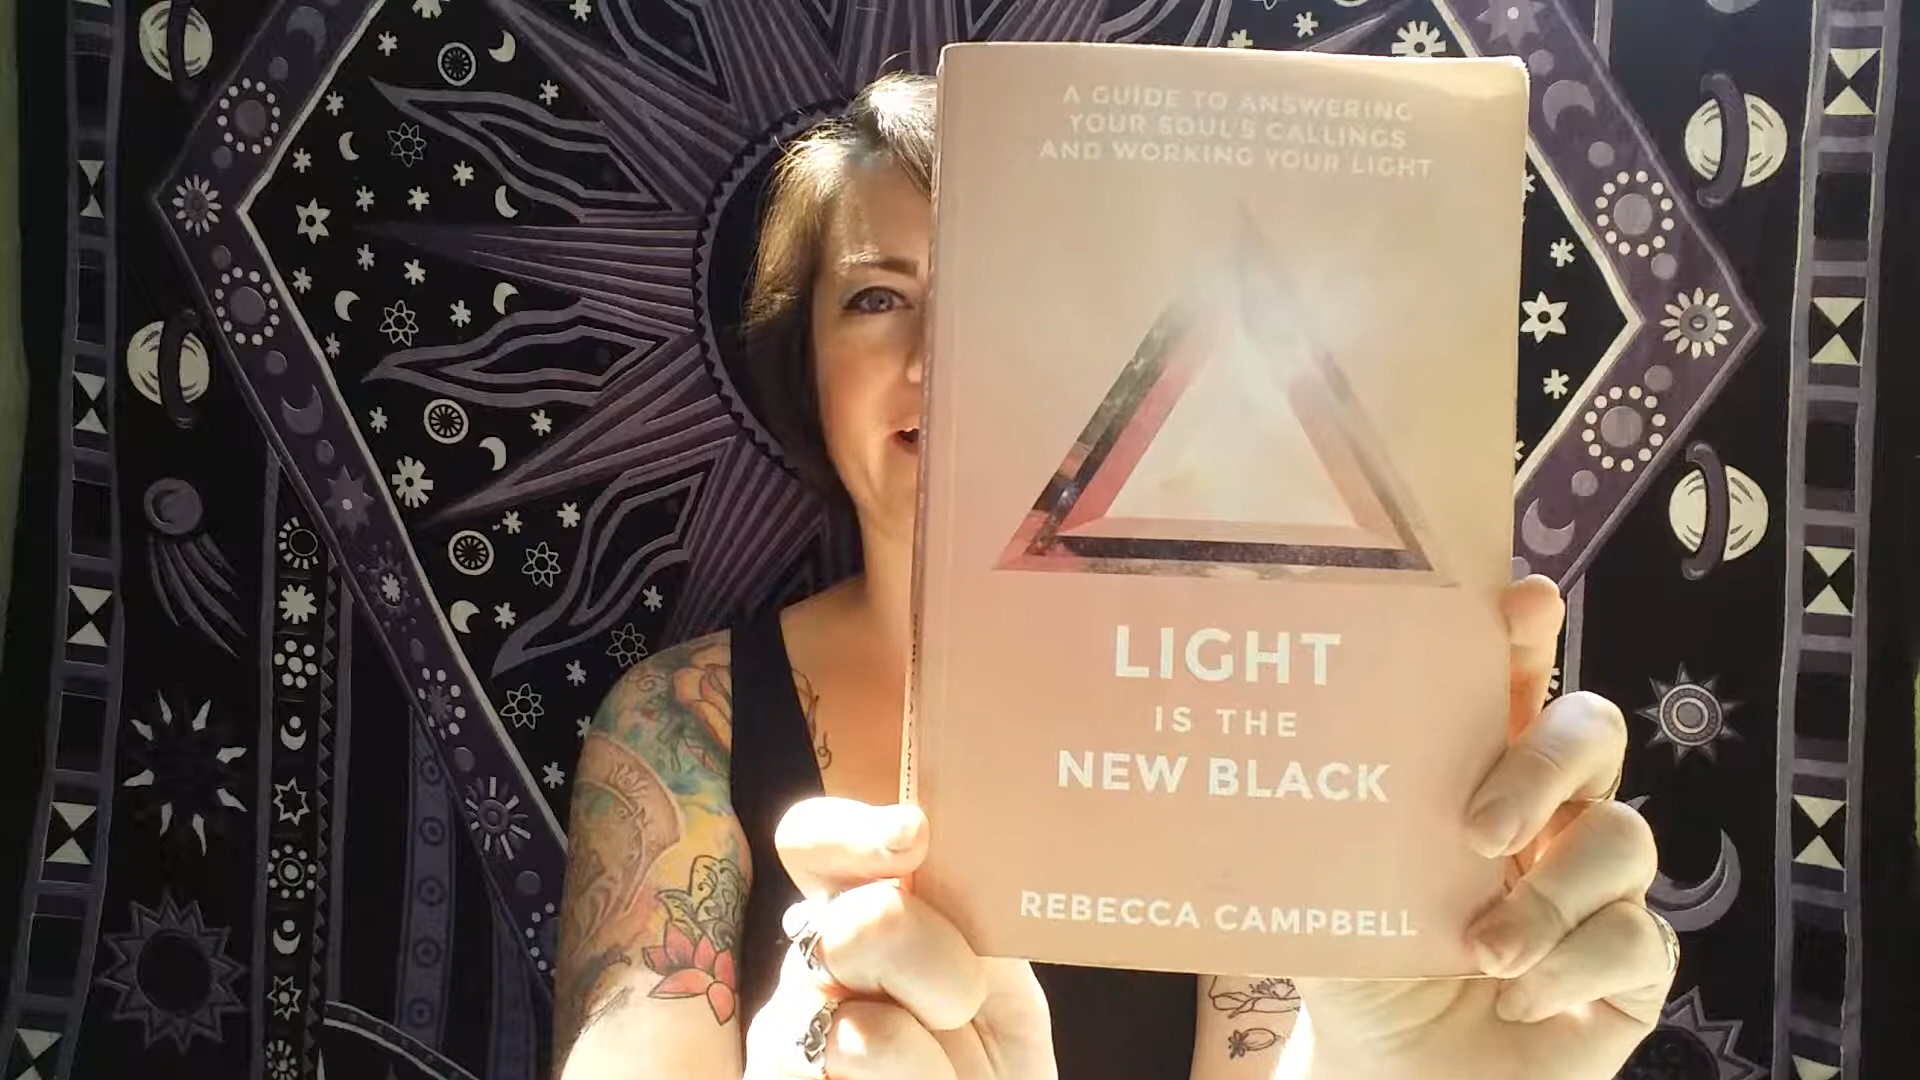 A GUIDE TO ANSWERING
YOUR SOUL'S CALLINGS
AND WORKING YOUR LIGHT
LIGHT
IS THE
NEW BLACK
REBECCA CAMPBELL